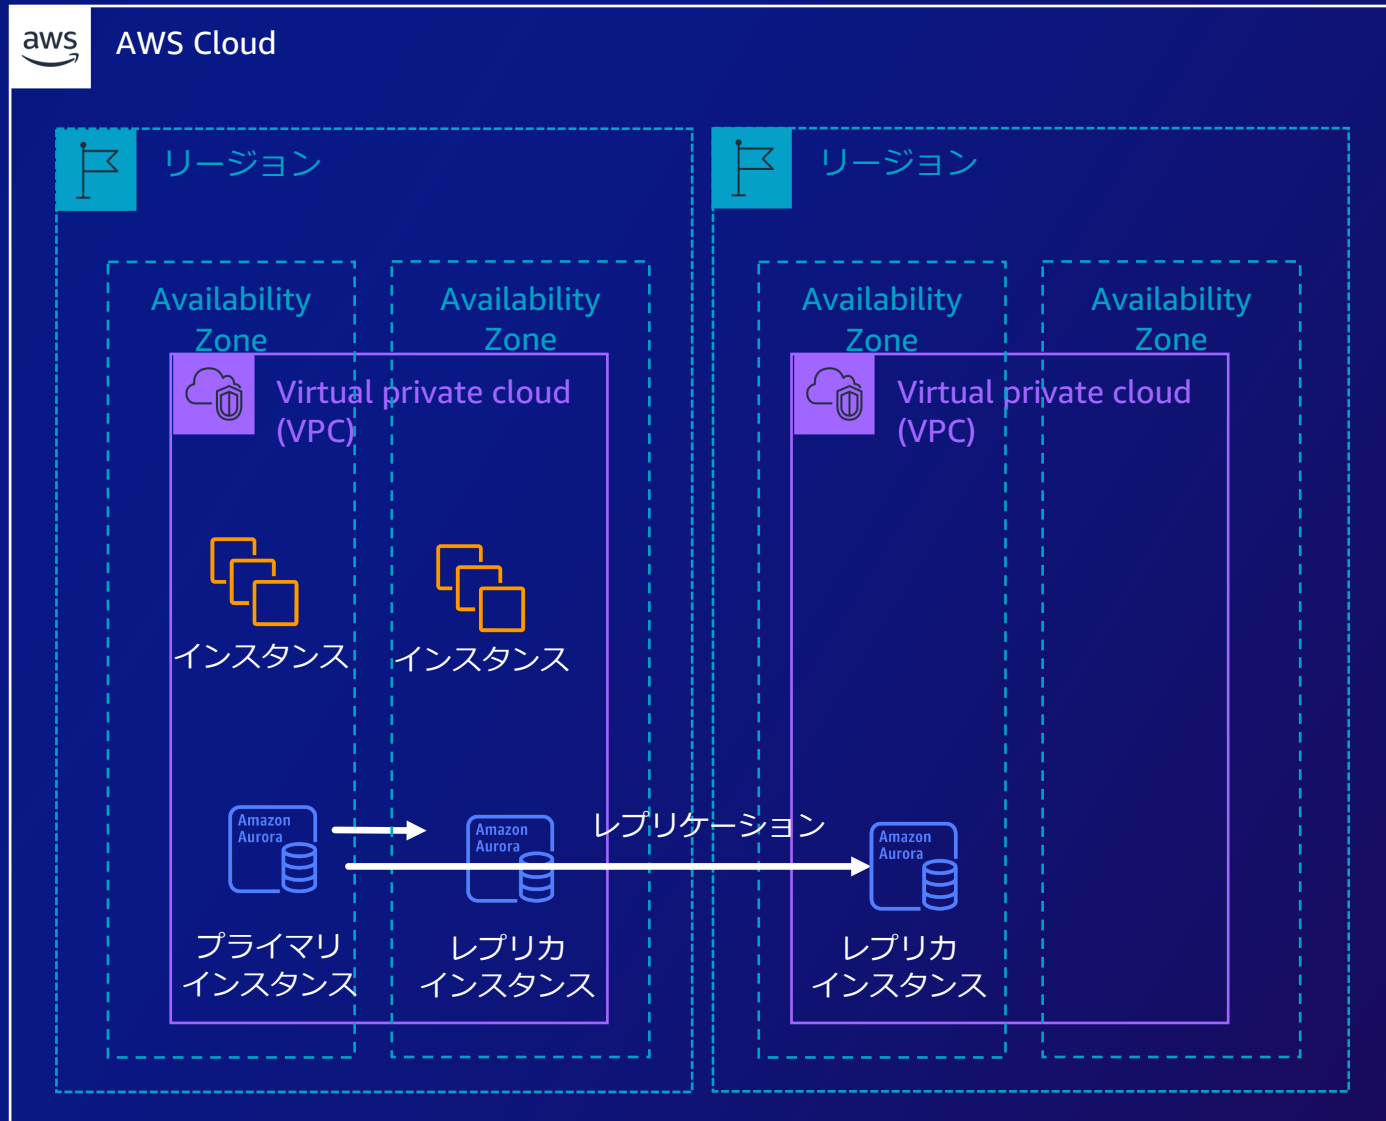 aws
AWS Cloud
リージョン
リージョン
Availability
Zone
Availability
Zone
Availability
Zone
Availability
Zone
Virtual private cloud
(VPC)
Virtual private cloud
(VPC)
インスタンス
インスタンス
Amazon
Aurora
Amazon
Aurora
レプリケーション
Amazon
Aurora
プライマリ
インスタンス
レプリカ
インスタンス
レプリカ
インスタンス